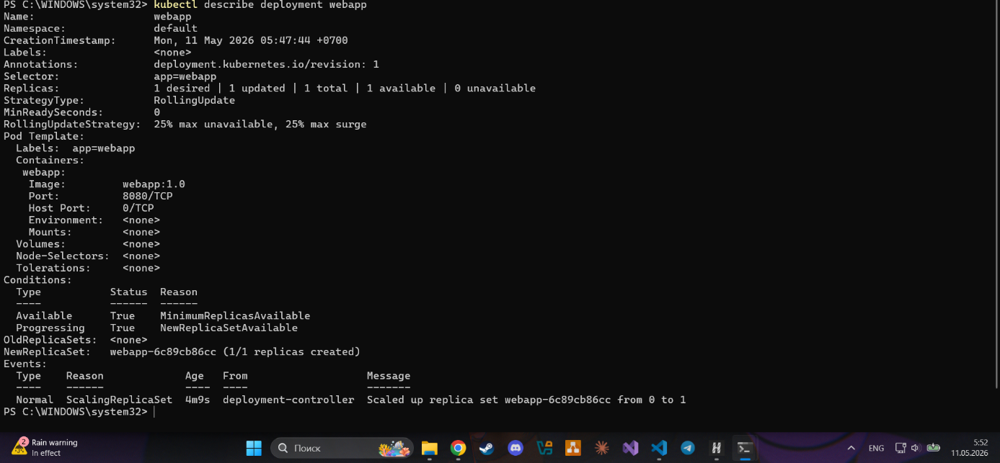 PS C:\WINDOWS\system32> kubectl describe deployment webapp
Name:                   webapp
Namespace:              default
CreationTimestamp:      Mon, 11 May 2026 05:47:44 +0700
Labels:                 <none>
Annotations:            deployment.kubernetes.io/revision: 1
Selector:               app=webapp
Replicas:               1 desired | 1 updated | 1 total | 1 available | 0 unavailable
StrategyType:           RollingUpdate
MinReadySeconds:        0
RollingUpdateStrategy:  25% max unavailable, 25% max surge
Pod Template:
  Labels:  app=webapp
  Containers:
   webapp:
    Image:         webapp:1.0
    Port:          8080/TCP
    Host Port:     0/TCP
    Environment:   <none>
    Mounts:        <none>
  Volumes:         <none>
  Node-Selectors:  <none>
  Tolerations:     <none>
Conditions:
  Type           Status  Reason
  ----           ------  ------
  Available      True    MinimumReplicasAvailable
  Progressing    True    NewReplicaSetAvailable
OldReplicaSets:  <none>
NewReplicaSet:   webapp-6c89cb86cc (1/1 replicas created)
Events:
  Type    Reason             Age   From                   Message
  ----    ------             ----  ----                   -------
  Normal  ScalingReplicaSet  4m9s  deployment-controller  Scaled up replica set webapp-6c89cb86cc from 0 to 1
PS C:\WINDOWS\system32>
2
Rain warning
In effect
Поиск
ENG
5:52
11.05.2026